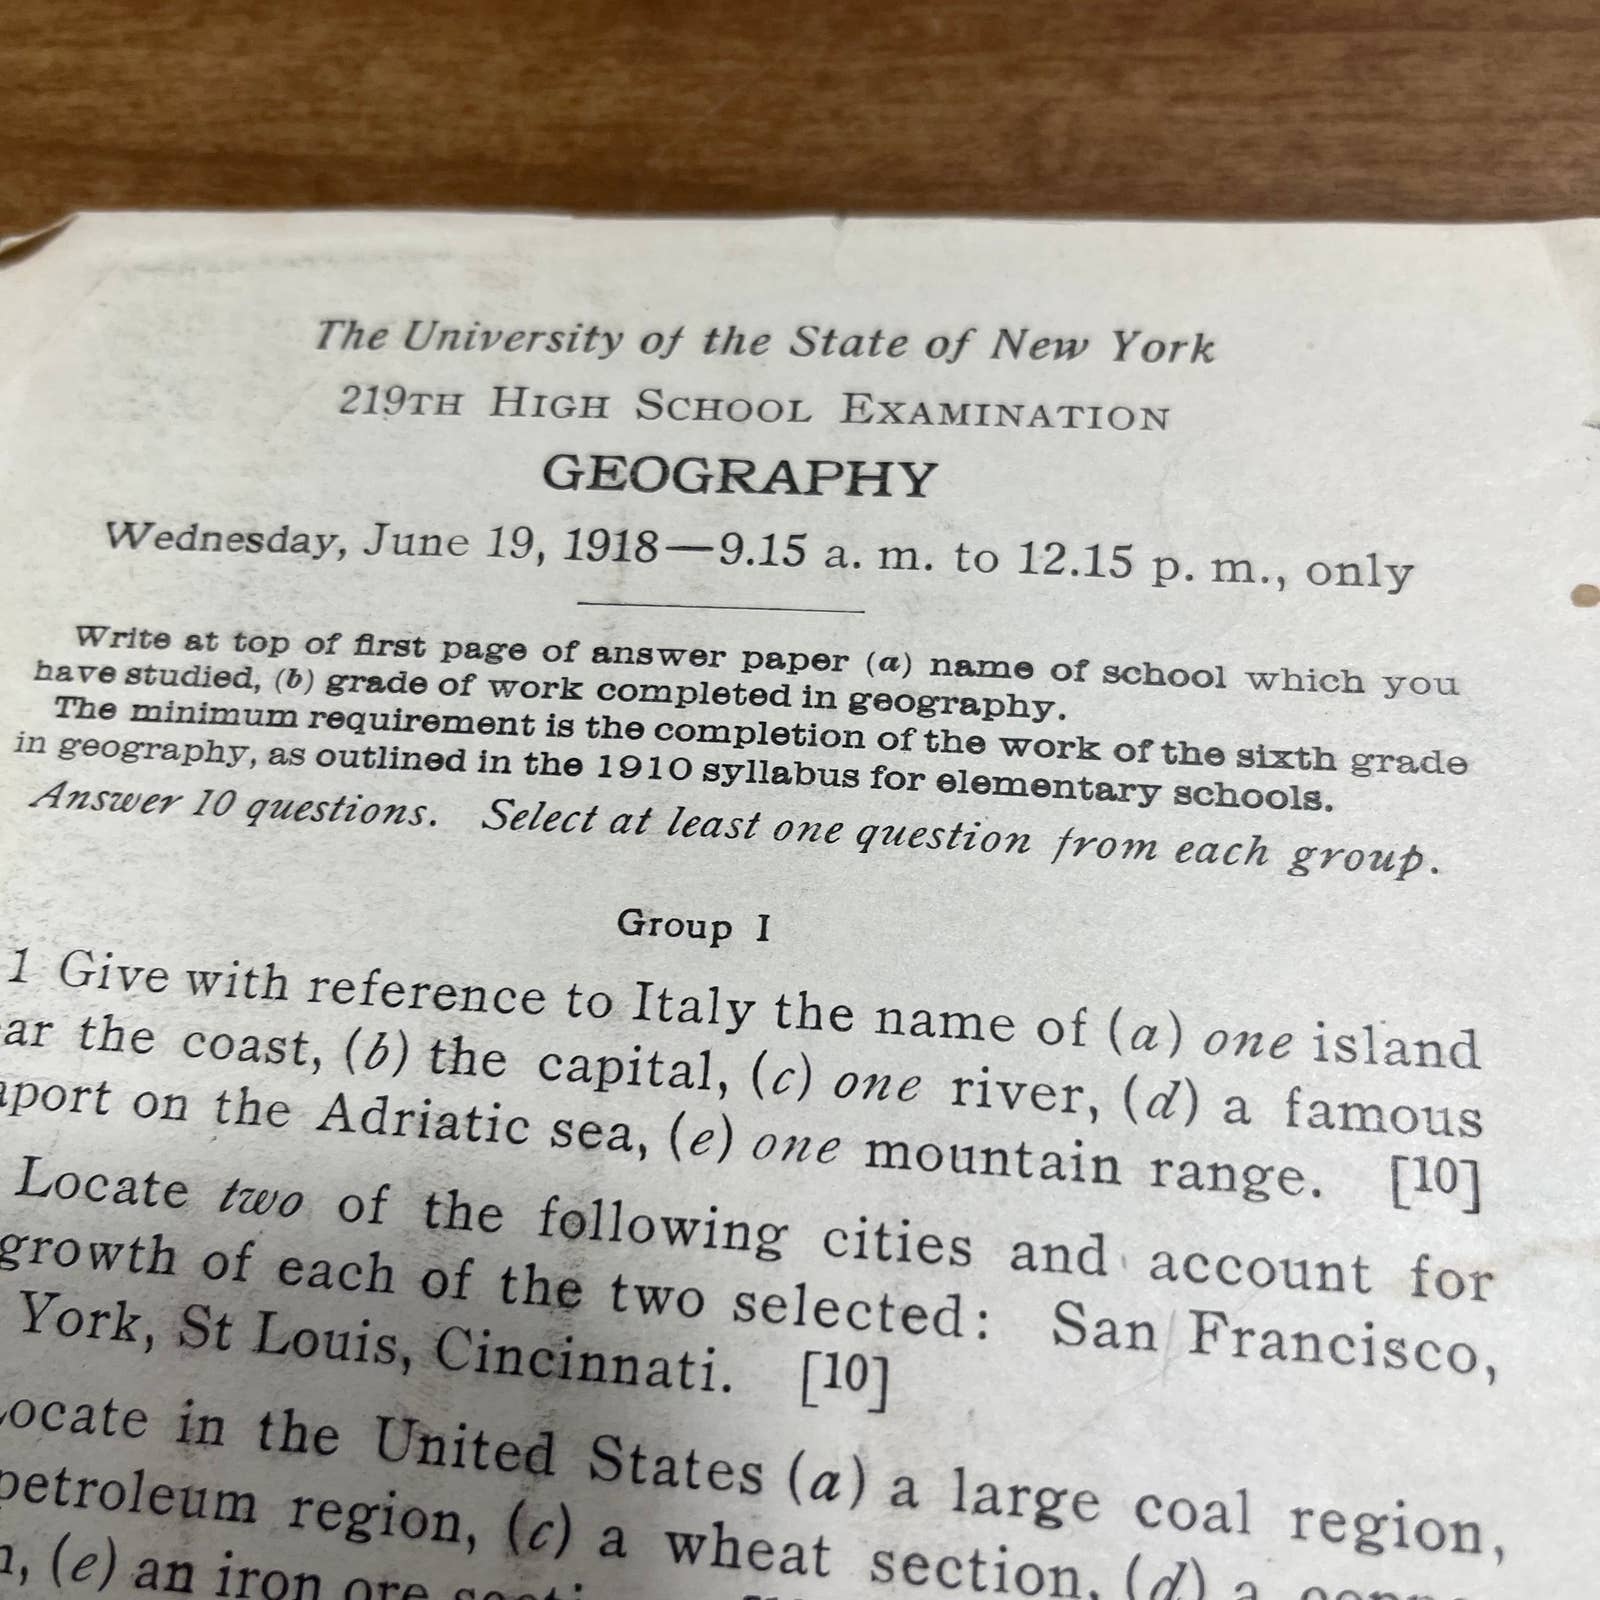 The University of the State of New York
219TH HIGH SCHOOL EXAMINATION
GEOGRAPHY
Wednesday, June 19, 1918—9.15 a. m. to 12.15 p. m., only
Write at top of first page of answer paper (a) name of school which you
have studied, (b) grade of work completed in geography.
The minimum requirement is the completion of the work of the sixth grade
in geography, as outlined in the 1910 syllabus for elementary schools.
Answer 10 questions. Select at least one question from each group.
Group I
1 Give with reference to Italy the name of (a) one island
ar the coast, (b) the capital, (c) one river, (d) a famous
port on the Adriatic sea, (e) one mountain range. [10]
Locate two of the following cities and account for
growth of each of the two selected: San Francisco,
York, St Louis, Cincinnati. [10]
ocate in the United States (a) a large coal region,
petroleum region, (c) a wheat section, (d) a
(e) an iron ore